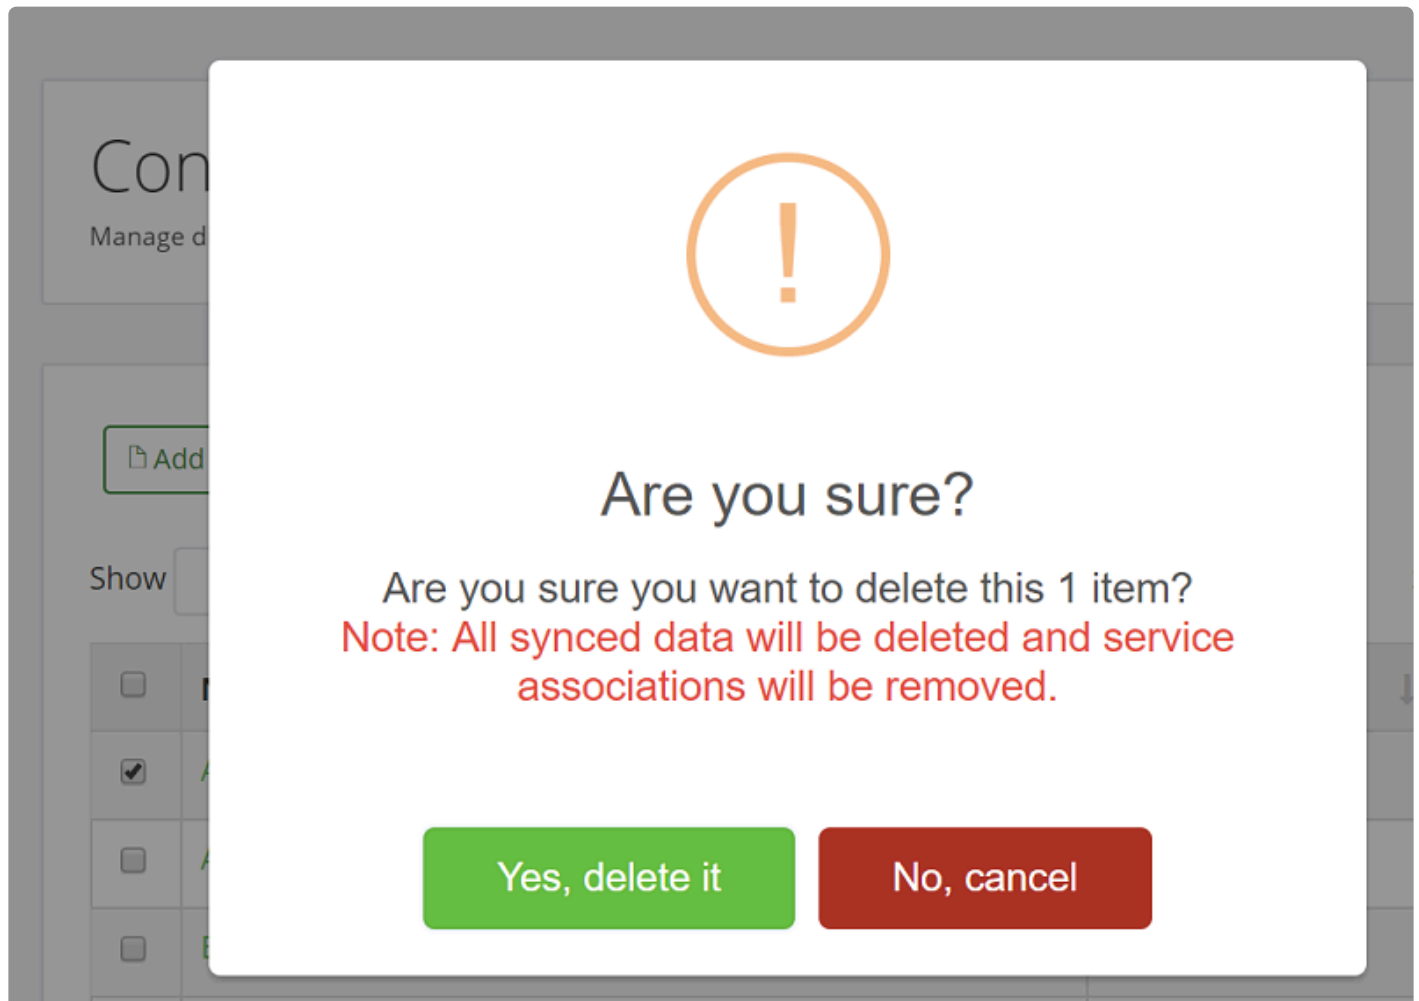 Con
Manage d
!
Are you sure?
Add
Are you sure you want to delete this 1 item?
Show
Note: All synced data will be deleted and service
associations will be removed.
Yes, delete it
No, cancel